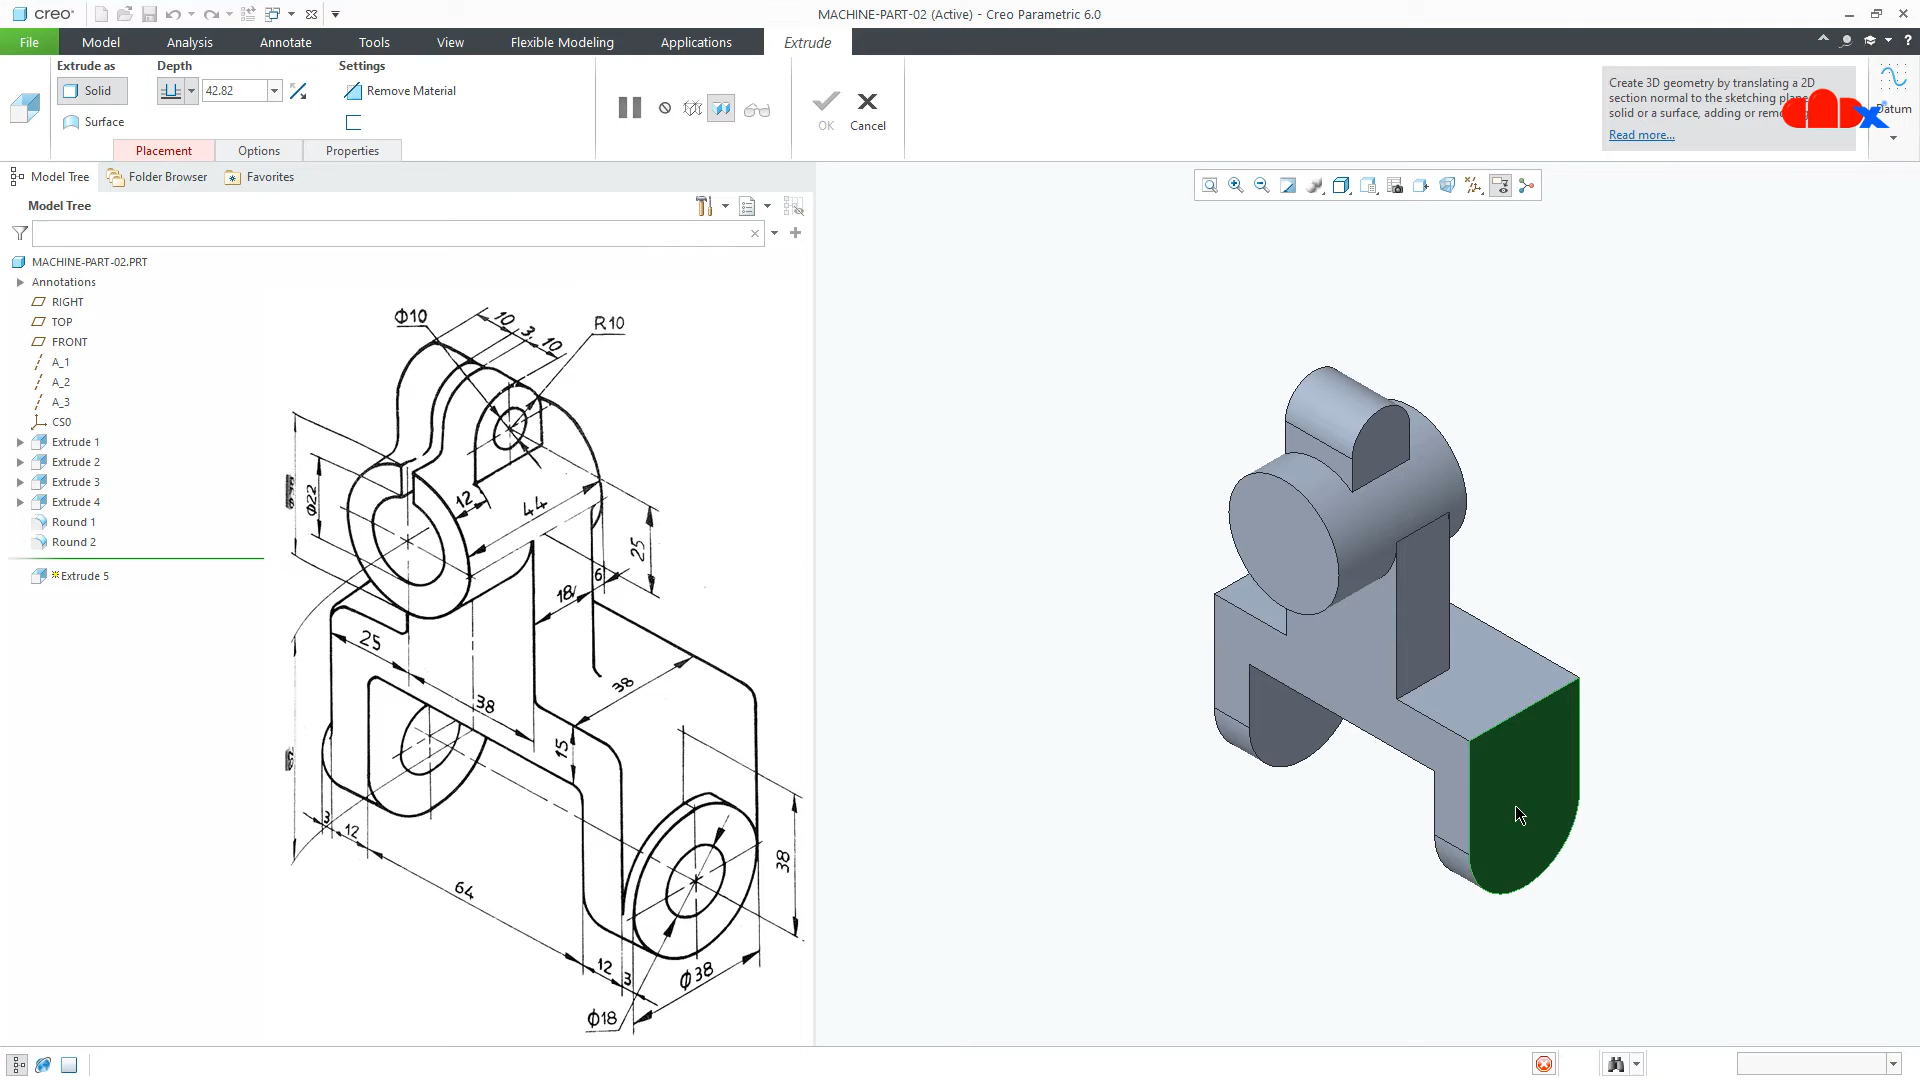 creo
MACHINE-PART-02 (Active) - Creo Parametric 6.0
File Model Analysis Annotate Tools View Flexible Modeling Applications Extrude
Extrude as Depth Settings
Solid 42.82 Remove Material
Surface
OK Cancel
Create 3D geometry by translating a 2D
section normal to the sketching
solid or a surface, adding or
Read more...
Datum
Placement Options Properties
Model Tree Folder Browser Favorites
Model Tree
MACHINE-PART-02.PRT
Annotations
RIGHT
TOP
FRONT
A_1
A_2
A_3
CS0
Extrude 1
Extrude 2
Extrude 3
Extrude 4
Round 1
Round 2
Extrude 5
Φ10 10 3 10 R10
Φ22 12 44 25
18 6
25 38 38
15
3 12 64 38
12 3 Φ38
Φ18